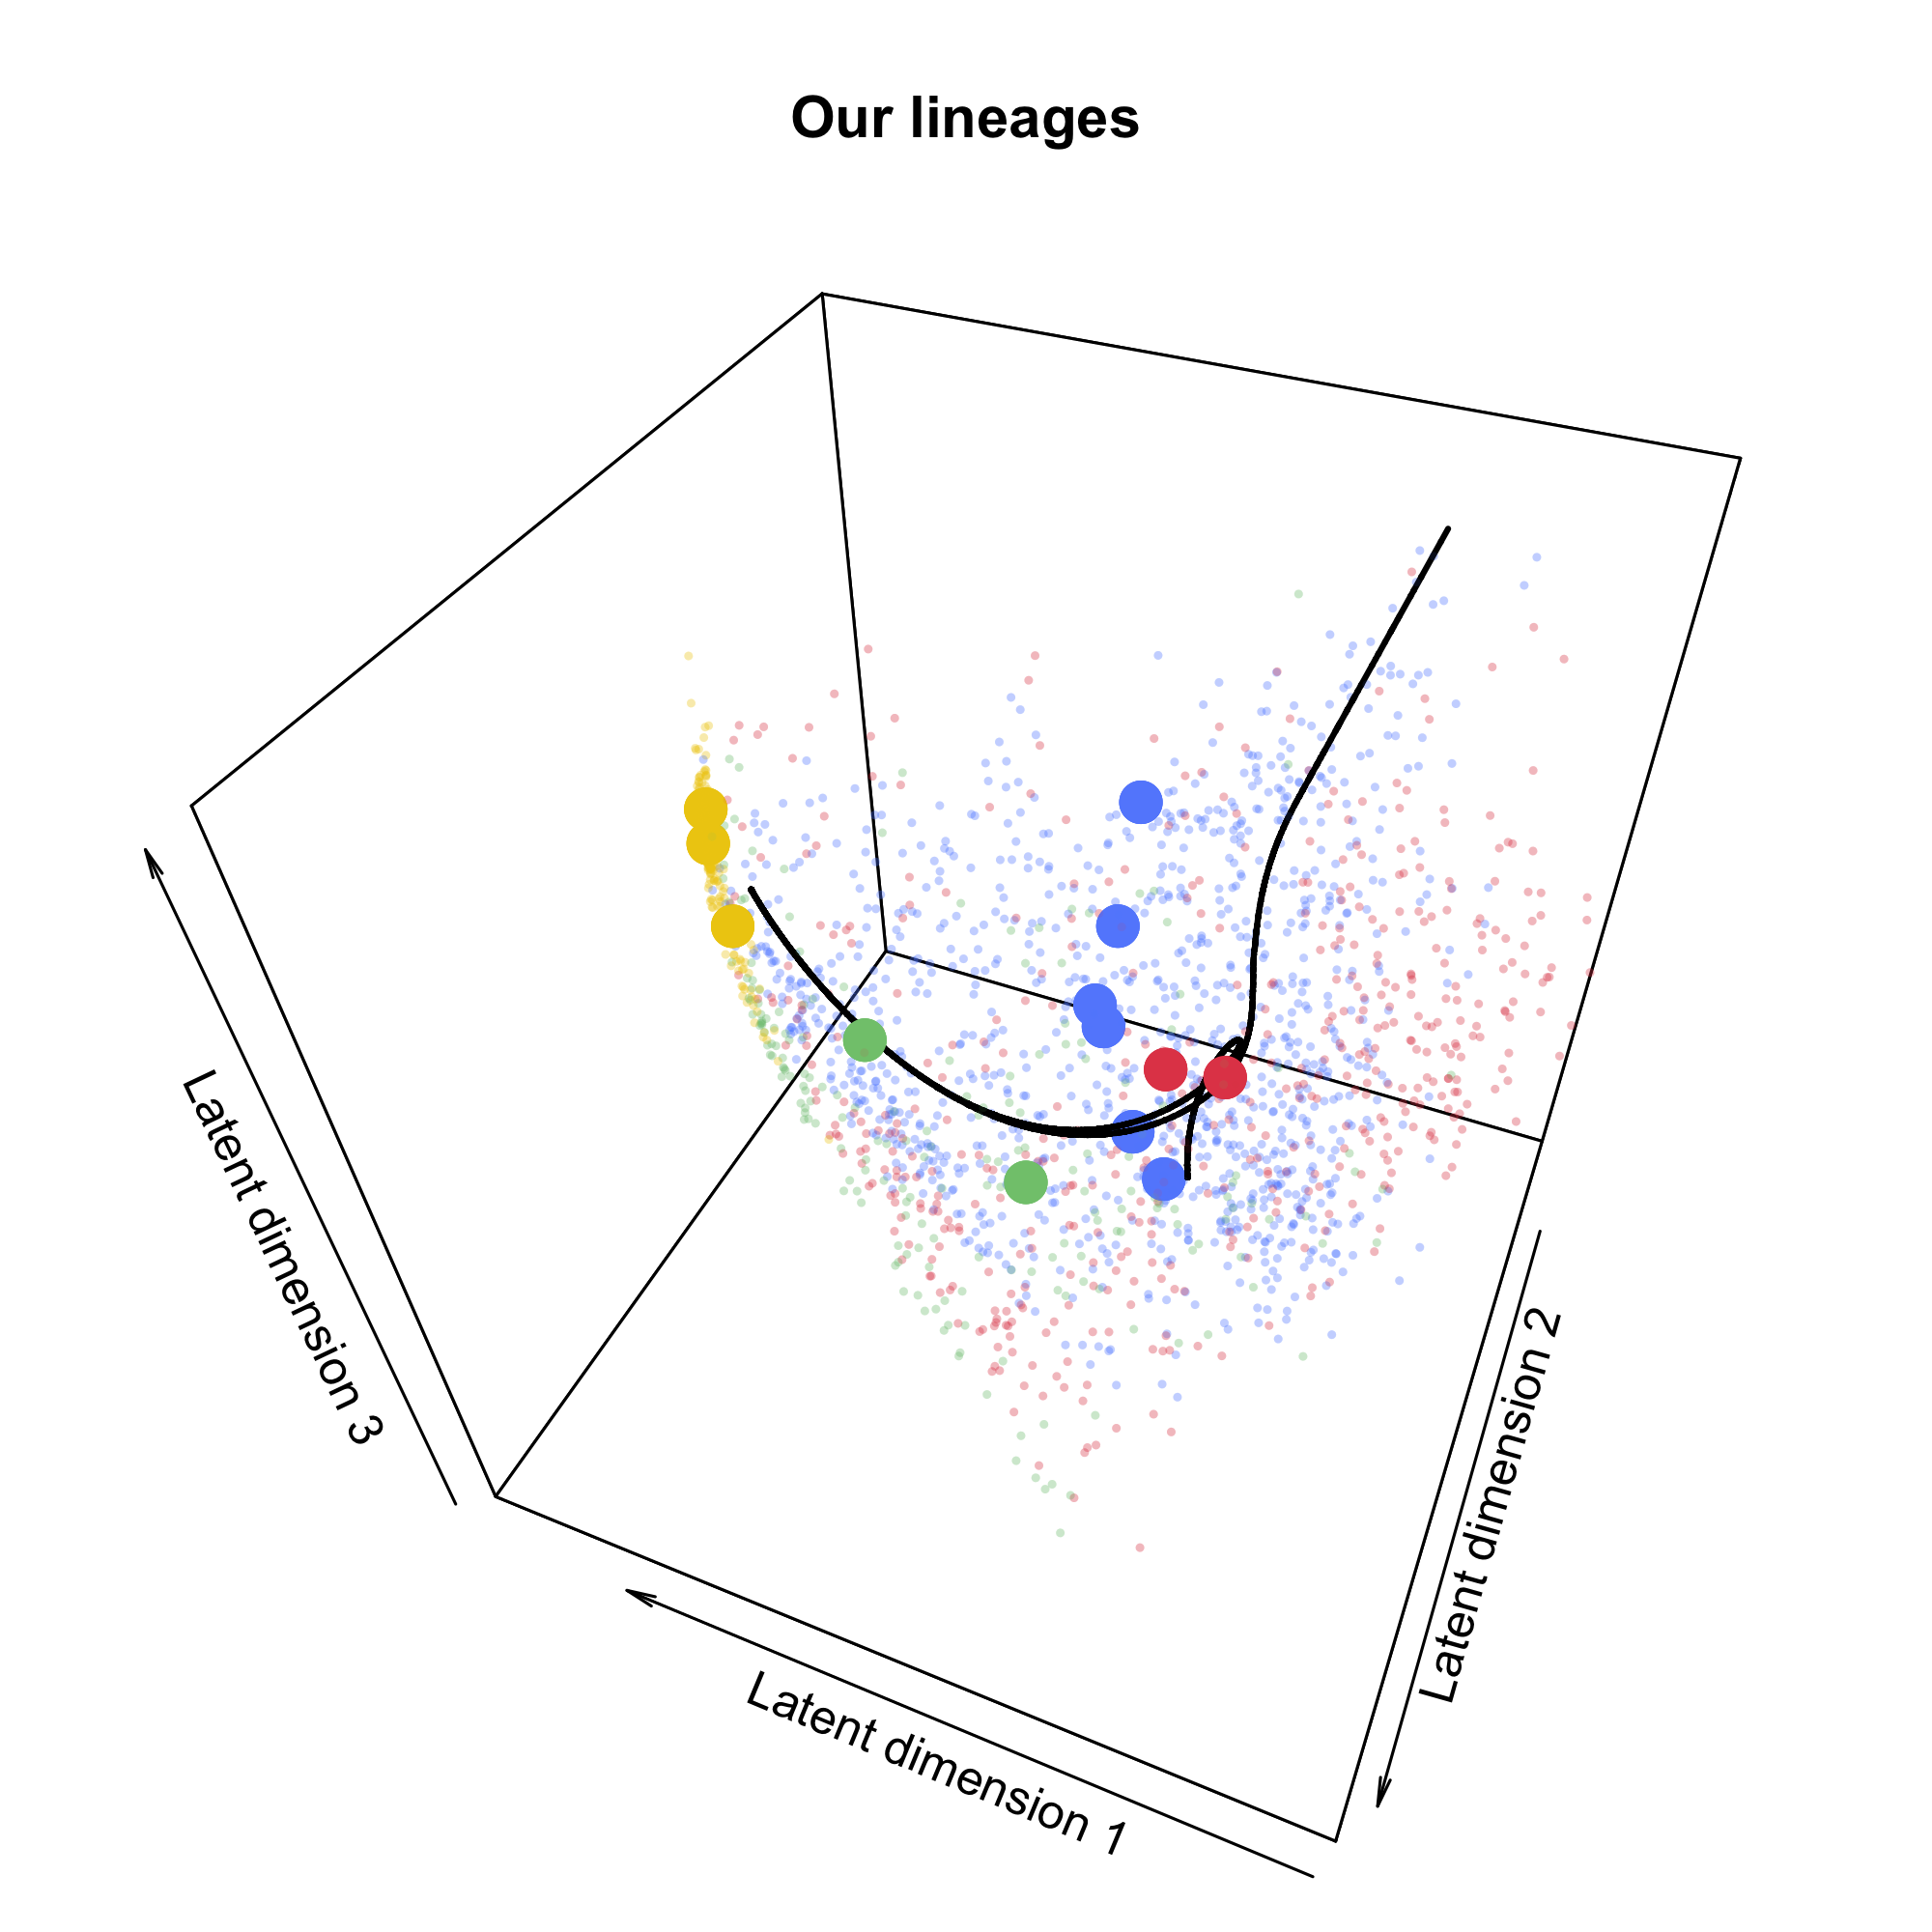 Our lineages
Latent dimension 3
Latent dimension 2
Latent dimension 1